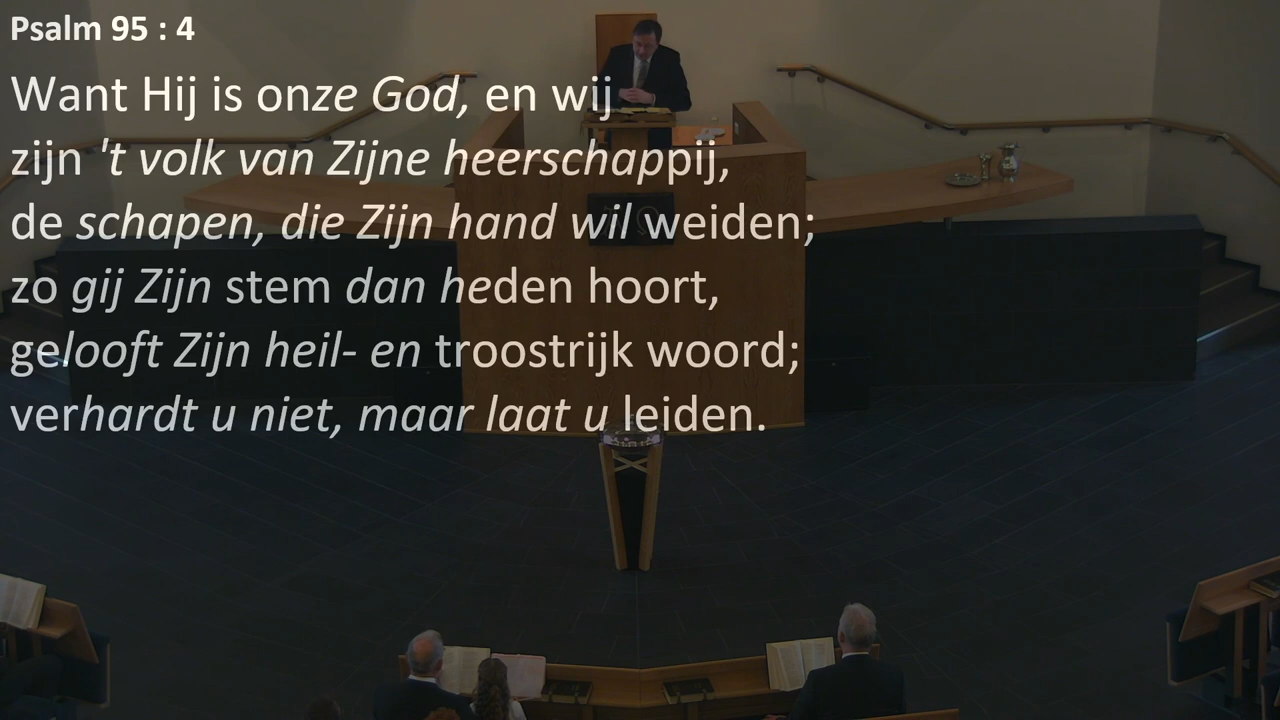 Psalm 95 : 4
Want Hij is onze God, en wij
zijn 't volk van Zijne heerschappij,
de schapen, die Zijn hand wil weiden;
zo gij Zijn stem dan heden hoort,
gelooft Zijn heil- en troostrijk woord;
verhardt u niet, maar laat u leiden.